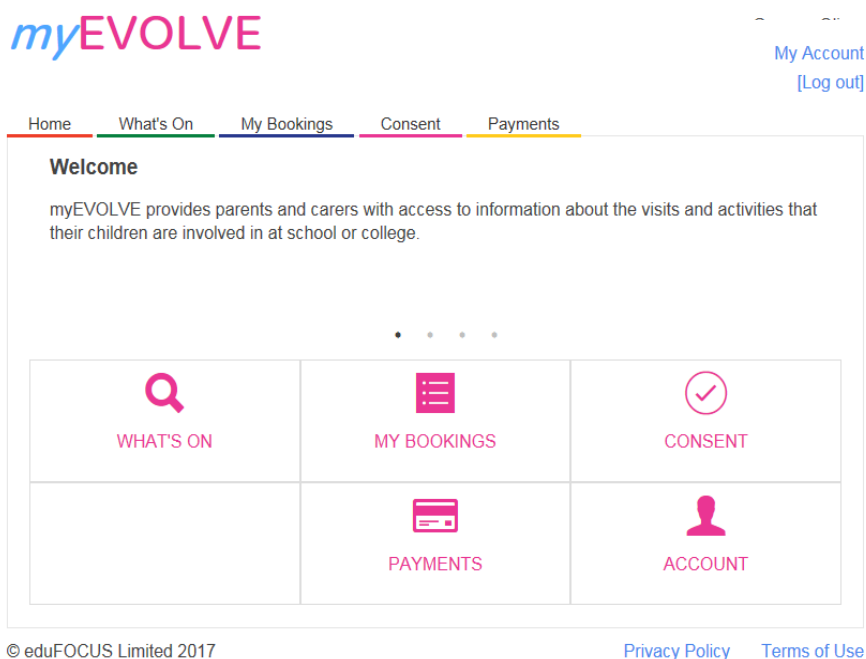 myEVOLVE
My Account
[Log out]
Home What's On My Bookings Consent Payments
Welcome
myEVOLVE provides parents and carers with access to information about the visits and activities that
their children are involved in at school or college.
WHAT'S ON MY BOOKINGS CONSENT
PAYMENTS ACCOUNT
© eduFOCUS Limited 2017 Privacy Policy Terms of Use